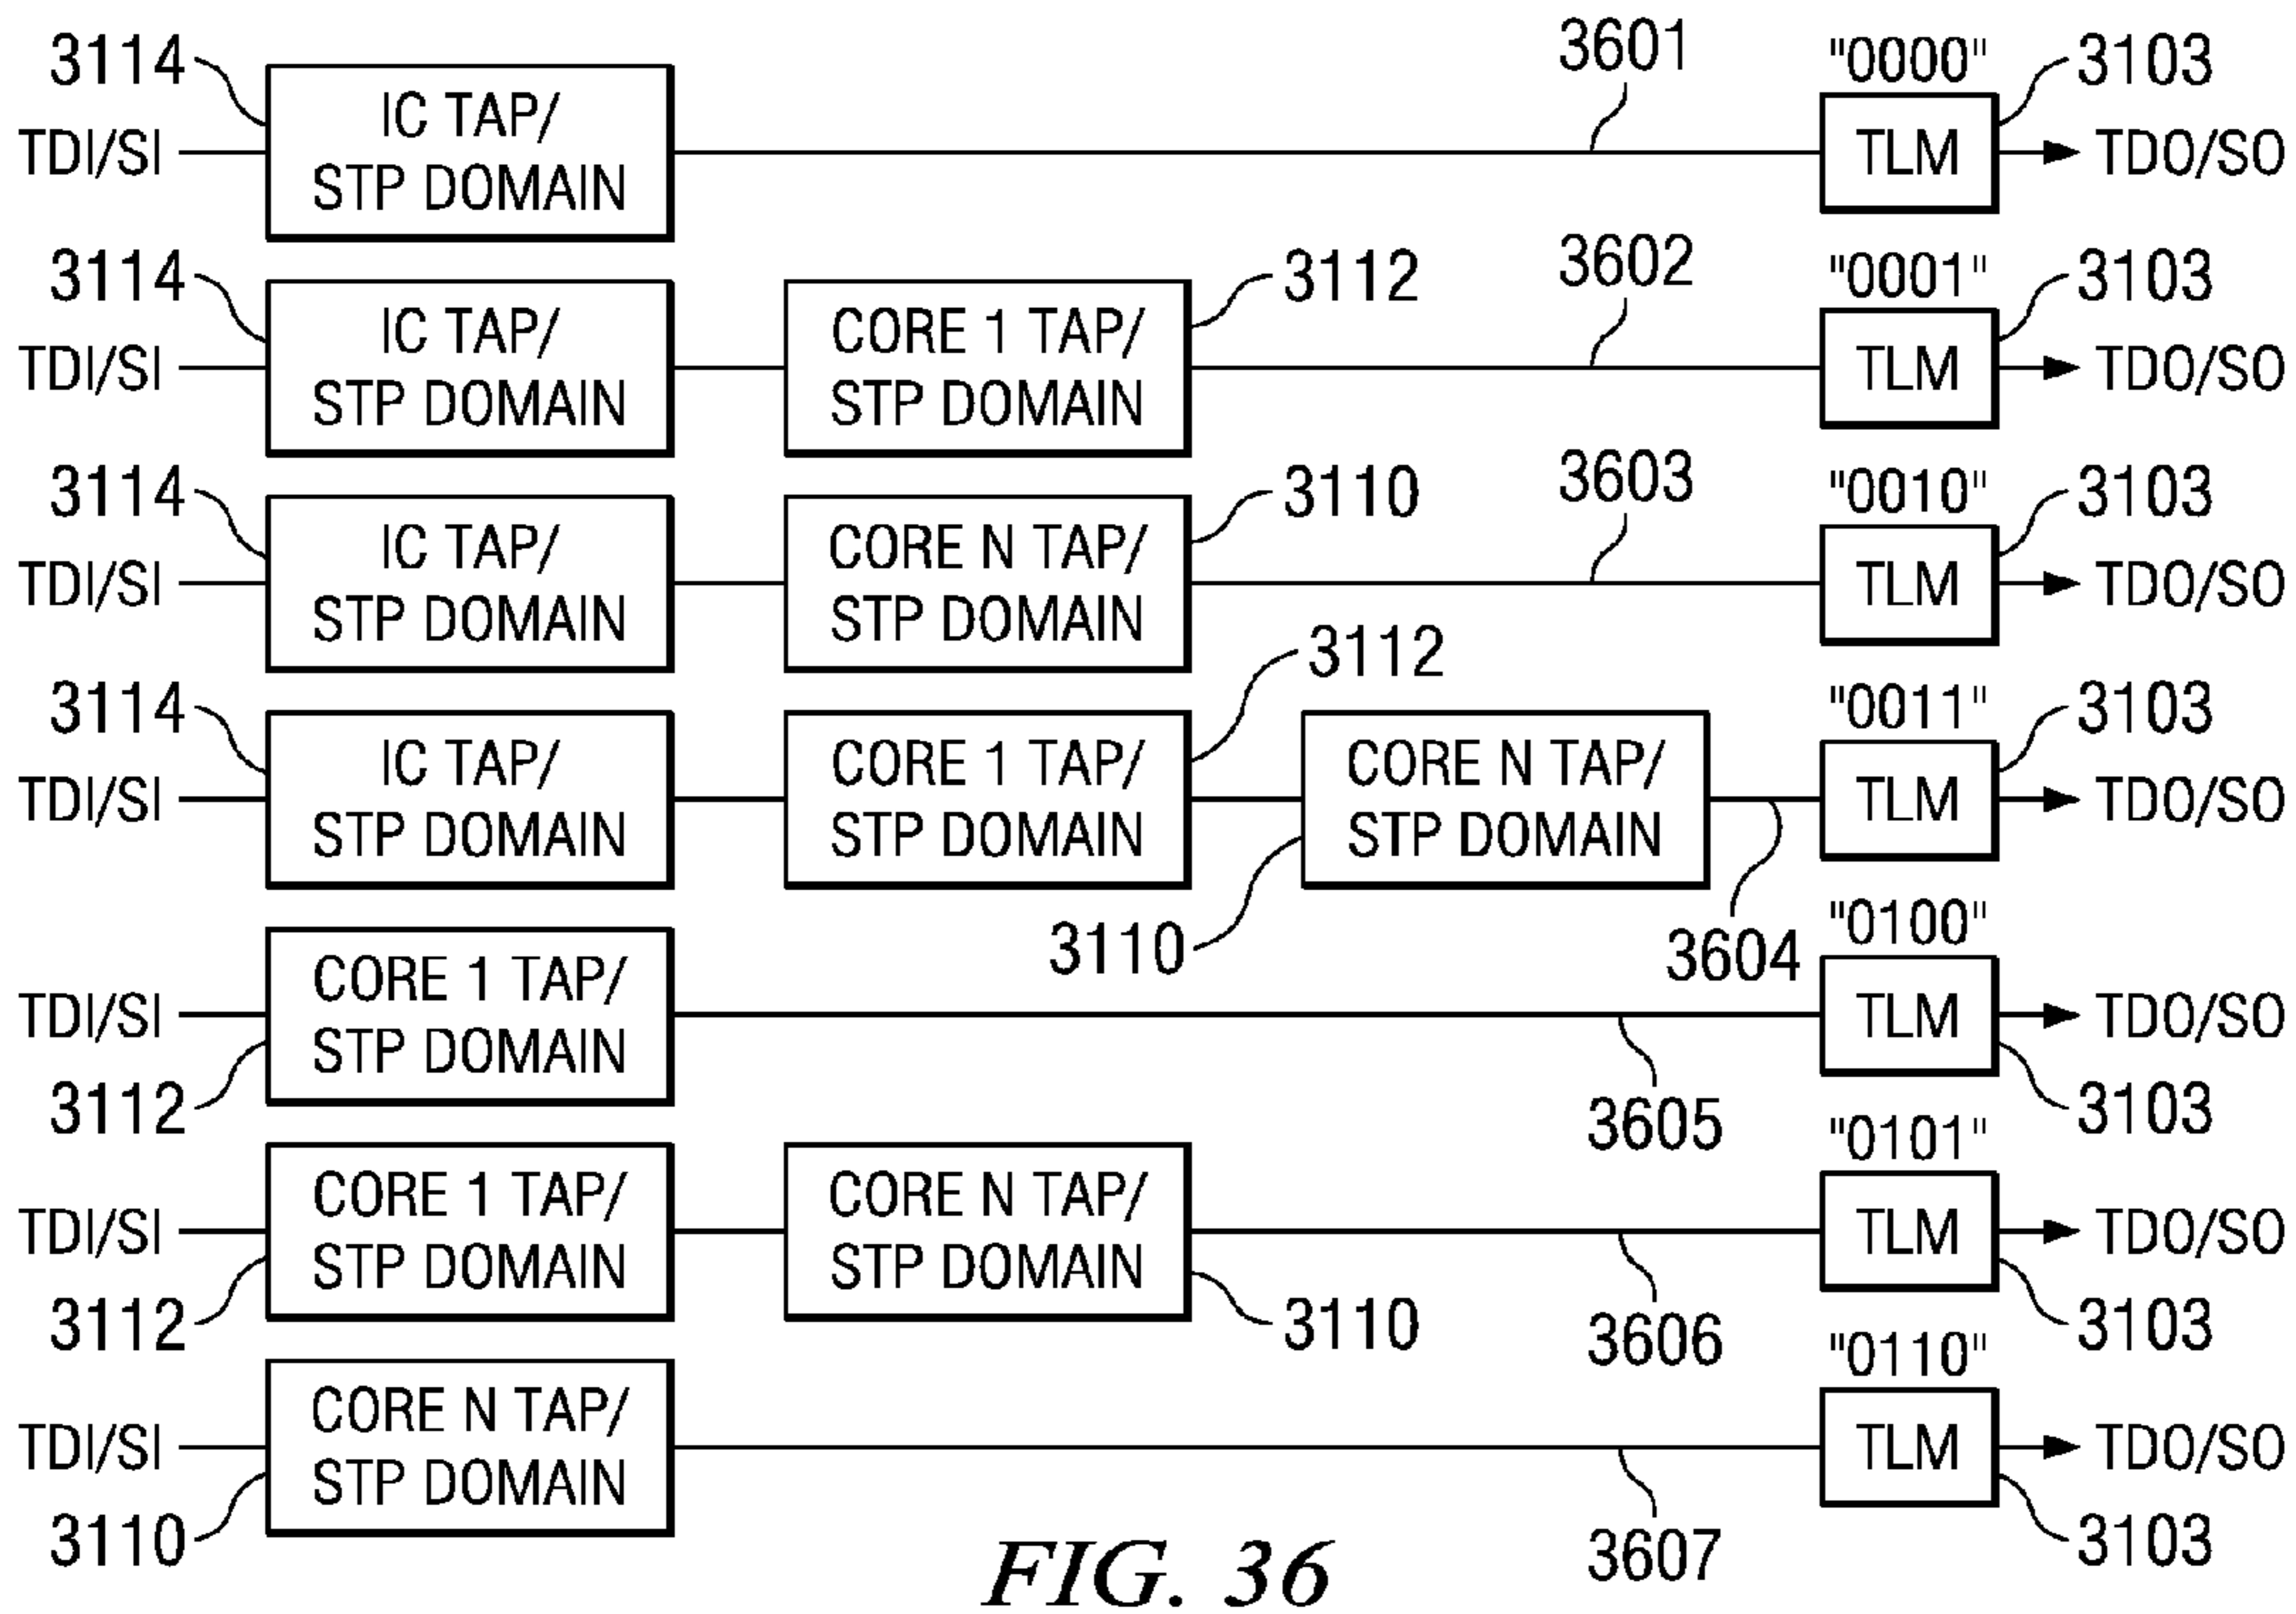 3114 3601 "0000" 3103
TDI/SI IC TAP/ TLM TDO/SO
STP DOMAIN
3114 3112 3602 "0001" 3103
TDI/SI IC TAP/ CORE 1 TAP/ TLM TDO/SO
STP DOMAIN STP DOMAIN
3114 3110 3603 "0010" 3103
TDI/SI IC TAP/ CORE N TAP/ TLM TDO/SO
STP DOMAIN STP DOMAIN
3112
3114 "0011" 3103
TDI/SI IC TAP/ CORE 1 TAP/ CORE N TAP/ TLM TDO/SO
STP DOMAIN STP DOMAIN STP DOMAIN
3110 3604 "0100"
TDI/SI CORE 1 TAP/ TLM TDO/SO
STP DOMAIN
3112 3605 3103
"0101"
TDI/SI CORE 1 TAP/ CORE N TAP/ TLM TDO/SO
STP DOMAIN STP DOMAIN
3112 3110 3606 3103
"0110"
TDI/SI CORE N TAP/ TLM TDO/SO
STP DOMAIN
3110 3607 3103
FIG. 36